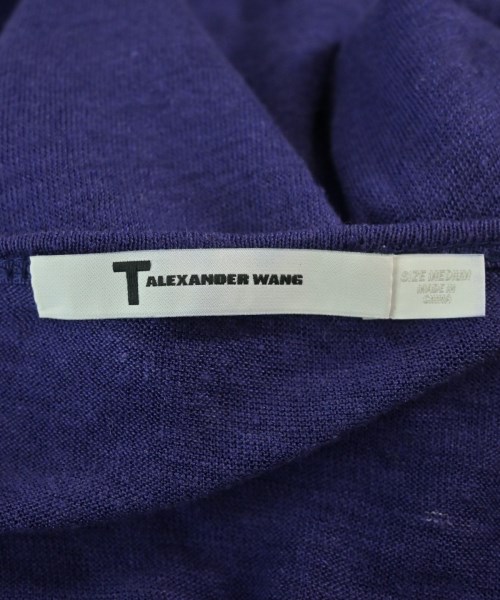 T ALEXANDER WANG
SIZE MEDIUM
MADE IN
CHINA